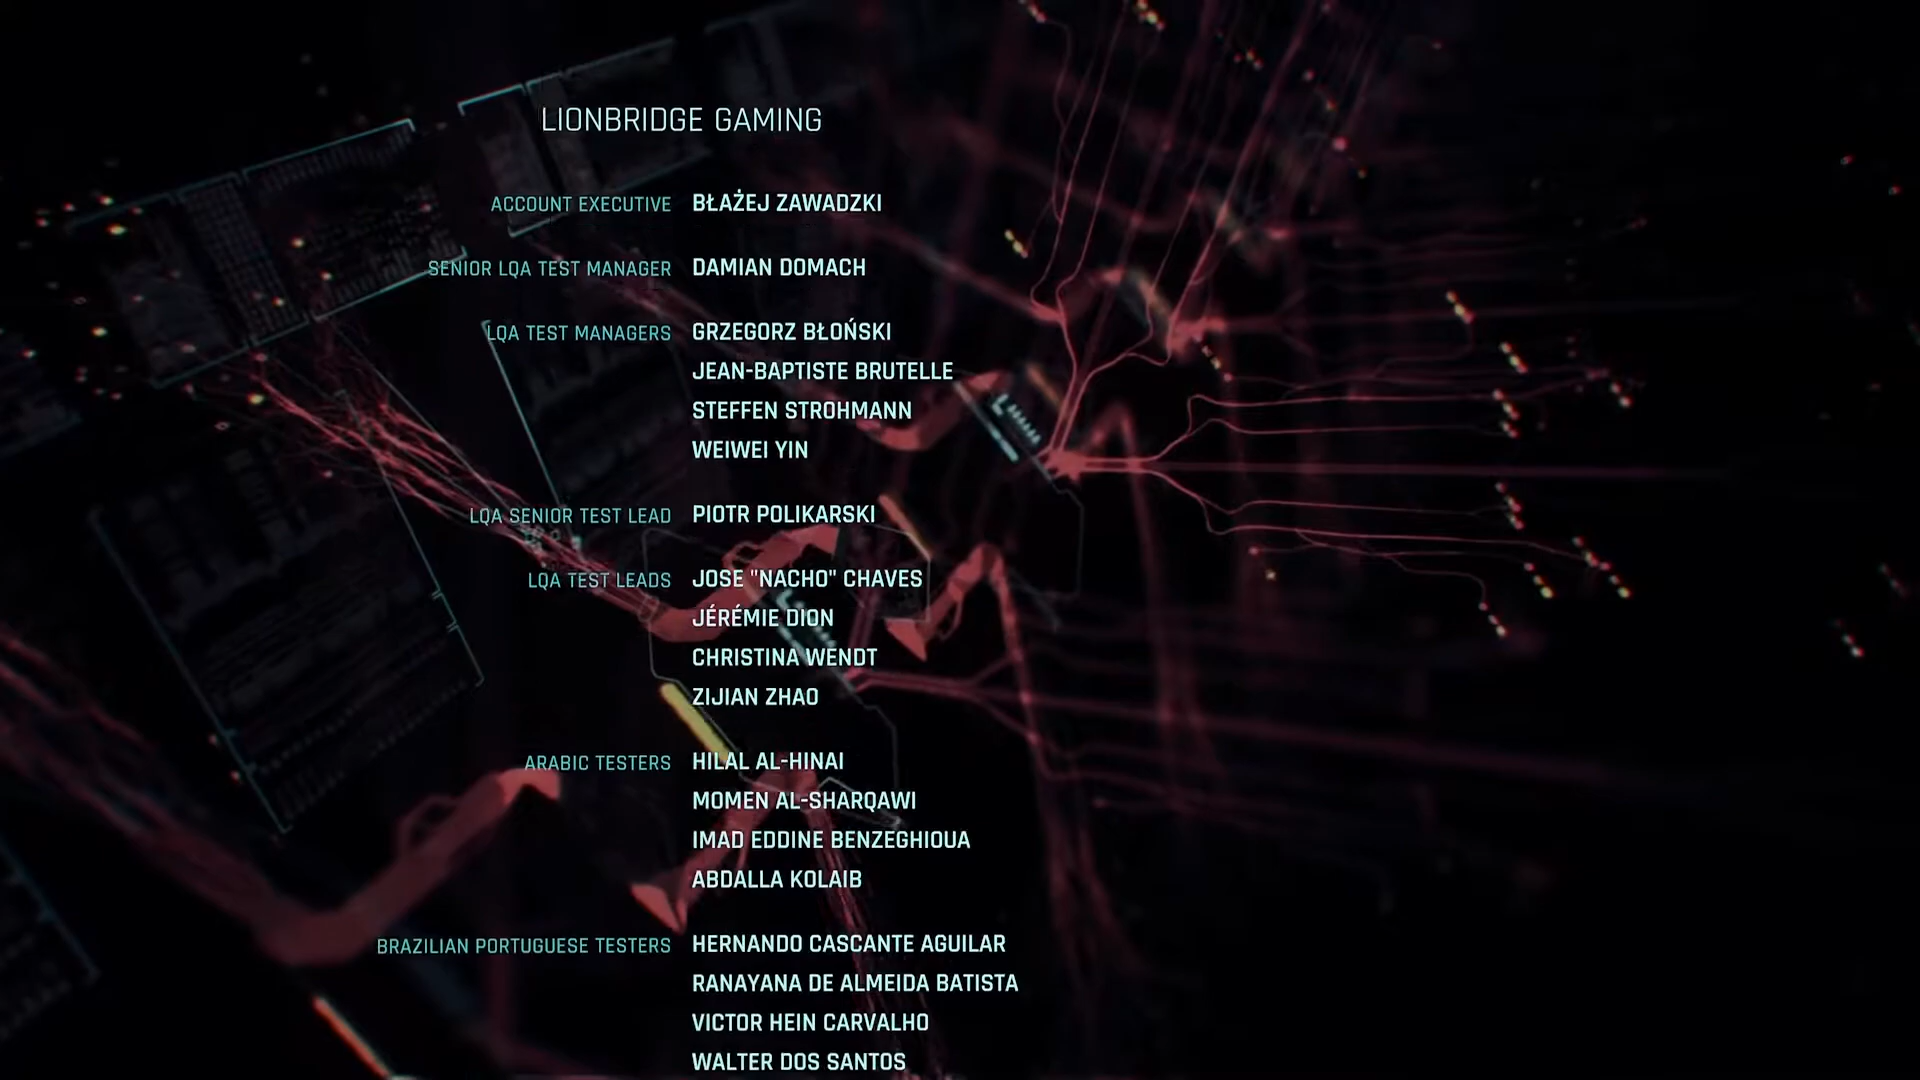 LIONBRIDGE GAMING
ACCOUNT EXECUTIVE BŁAŻEJ ZAWADZKI
SENIOR LQA TEST MANAGER DAMIAN DOMACH
LQA TEST MANAGERS GRZEGORZ BŁOŃSKI
JEAN-BAPTISTE BRUTELLE
STEFFEN STROHMANN
WEIWEI YIN
LQA SENIOR TEST LEAD PIOTR POLIKARSKI
LQA TEST LEADS JOSE "NACHO" CHAVES
JÉRÉMIE DION
CHRISTINA WENDT
ZIJIAN ZHAO
ARABIC TESTERS HILAL AL-HINAI
MOMEN AL-SHARQAWI
IMAD EDDINE BENZEGHIOUA
ABDALLA KOLAIB
BRAZILIAN PORTUGUESE TESTERS HERNANDO CASCANTE AGUILAR
RANAYANA DE ALMEIDA BATISTA
VICTOR HEIN CARVALHO
WALTER DOS SANTOS